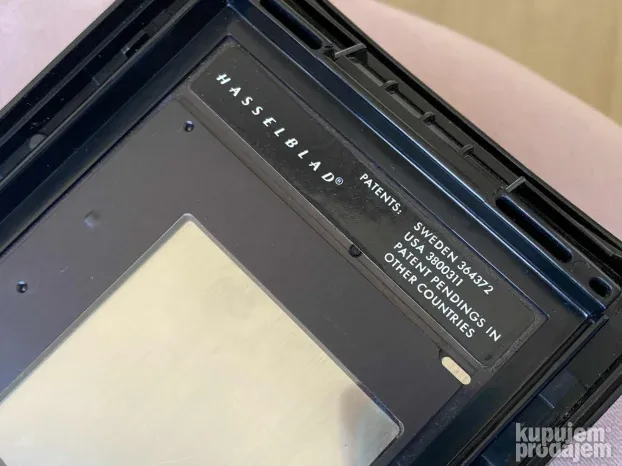 HASSELBLAD®
PATENTS:
SWEDEN 364372
USA 3800311
PATENT PENDINGS IN
OTHER COUNTRIES
kupujem
prodajem